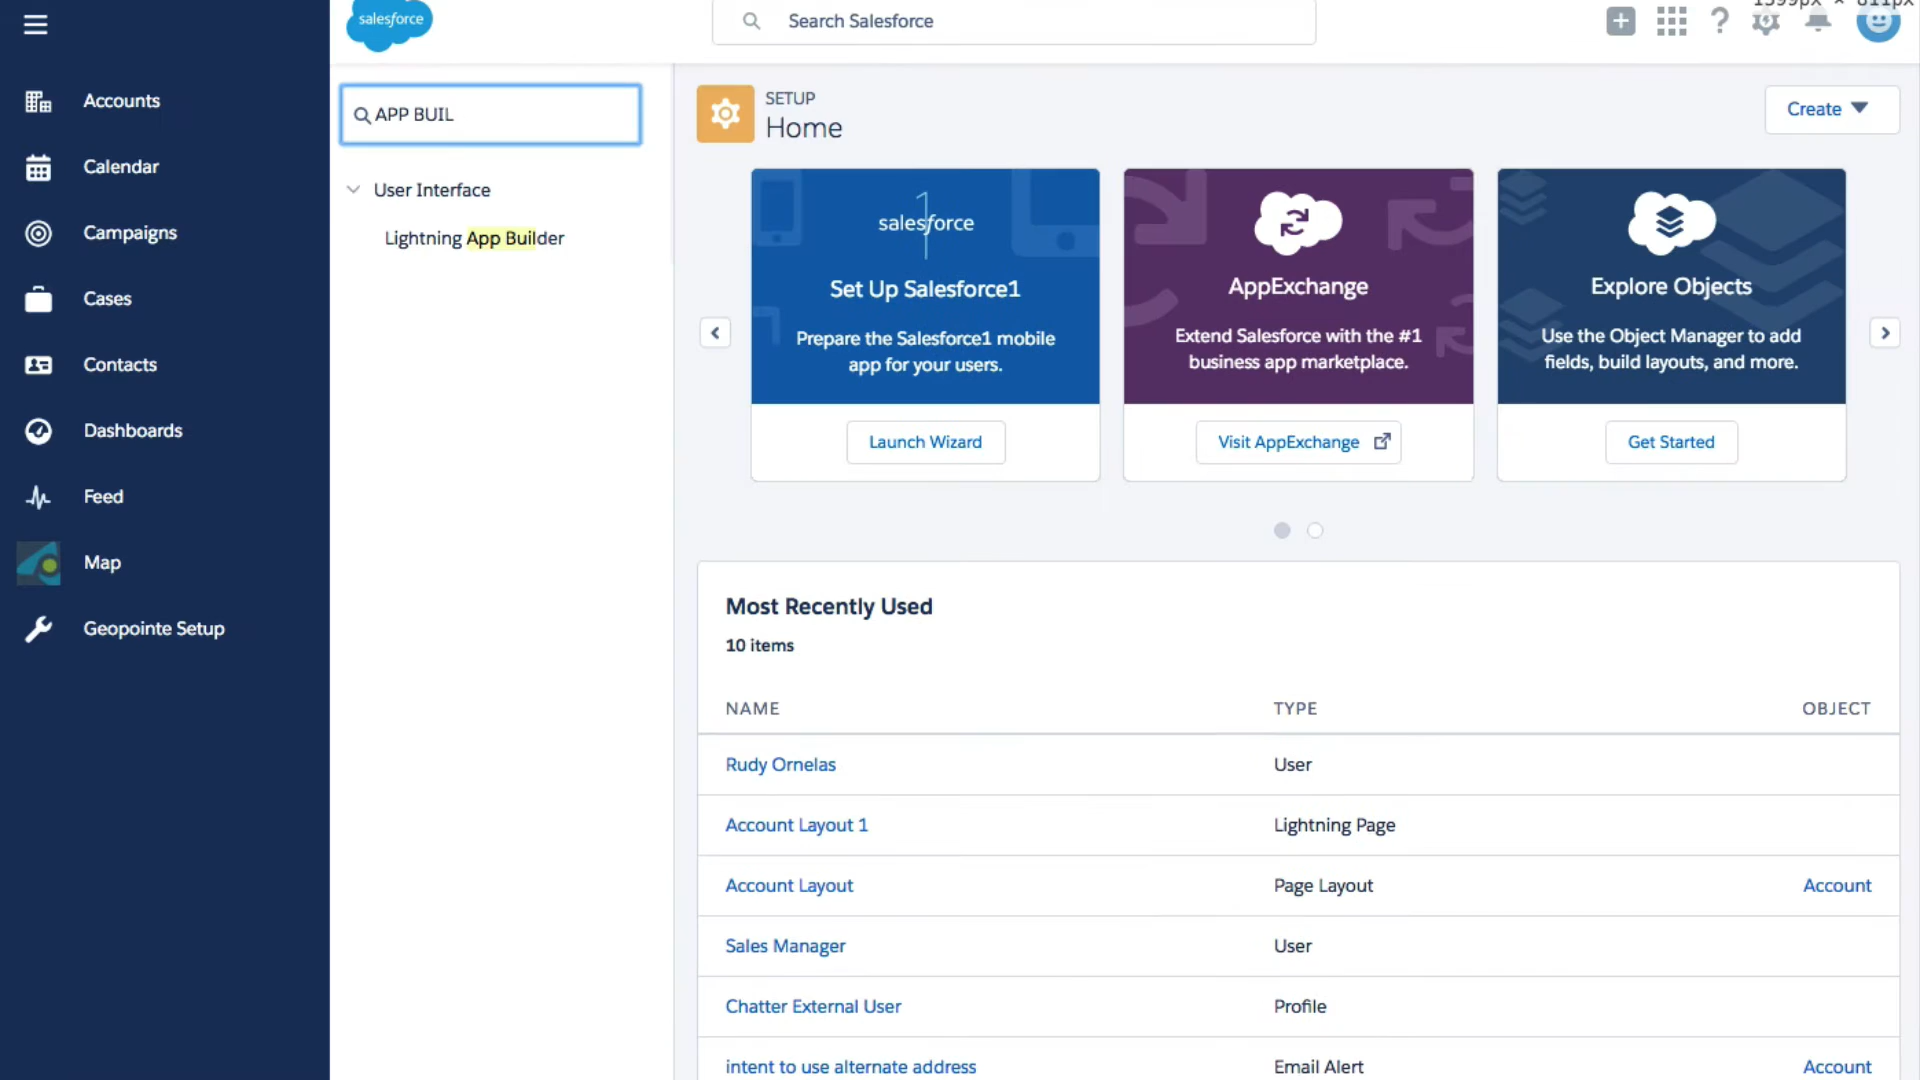 salesforce
Search Salesforce
Accounts
Calendar
Campaigns
Cases
Contacts
Dashboards
Feed
Map
Geopointe Setup
APP BUIL
User Interface
Lightning App Builder
SETUP
Home
Create
salesforce
1
Set Up Salesforce1
Prepare the Salesforce1 mobile
app for your users.
Launch Wizard
AppExchange
Extend Salesforce with the #1
business app marketplace.
Visit AppExchange
Explore Objects
Use the Object Manager to add
fields, build layouts, and more.
Get Started
Most Recently Used
10 items
NAME TYPE OBJECT
Rudy Ornelas User
Account Layout 1 Lightning Page
Account Layout Page Layout Account
Sales Manager User
Chatter External User Profile
intent to use alternate address Email Alert Account